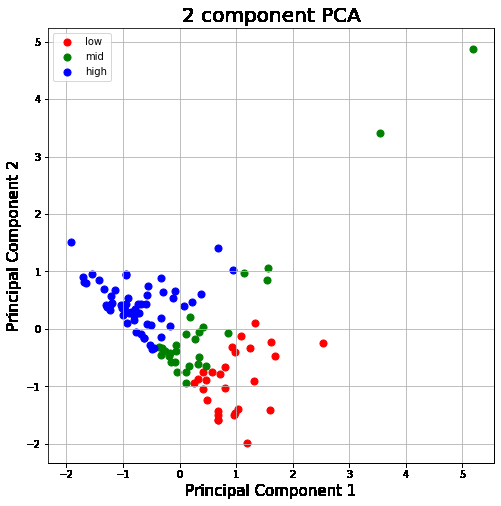 2 component PCA
low
mid
high
5
4
3
2
1
0
−1
−2
Principal Component 2
−2 −1 0 1 2 3 4 5
Principal Component 1